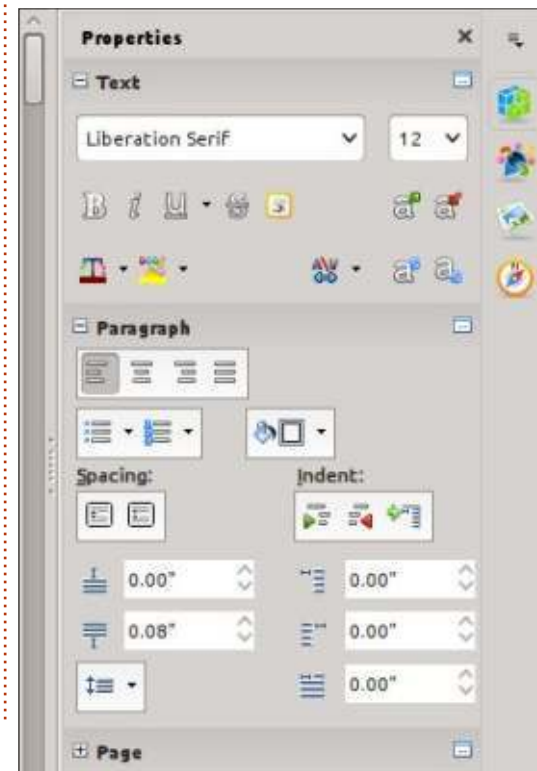 Properties
Text
Liberation Serif 12
Paragraph
Spacing: Indent:
0.00" 0.00"
0.08" 0.00"
0.00"
Page